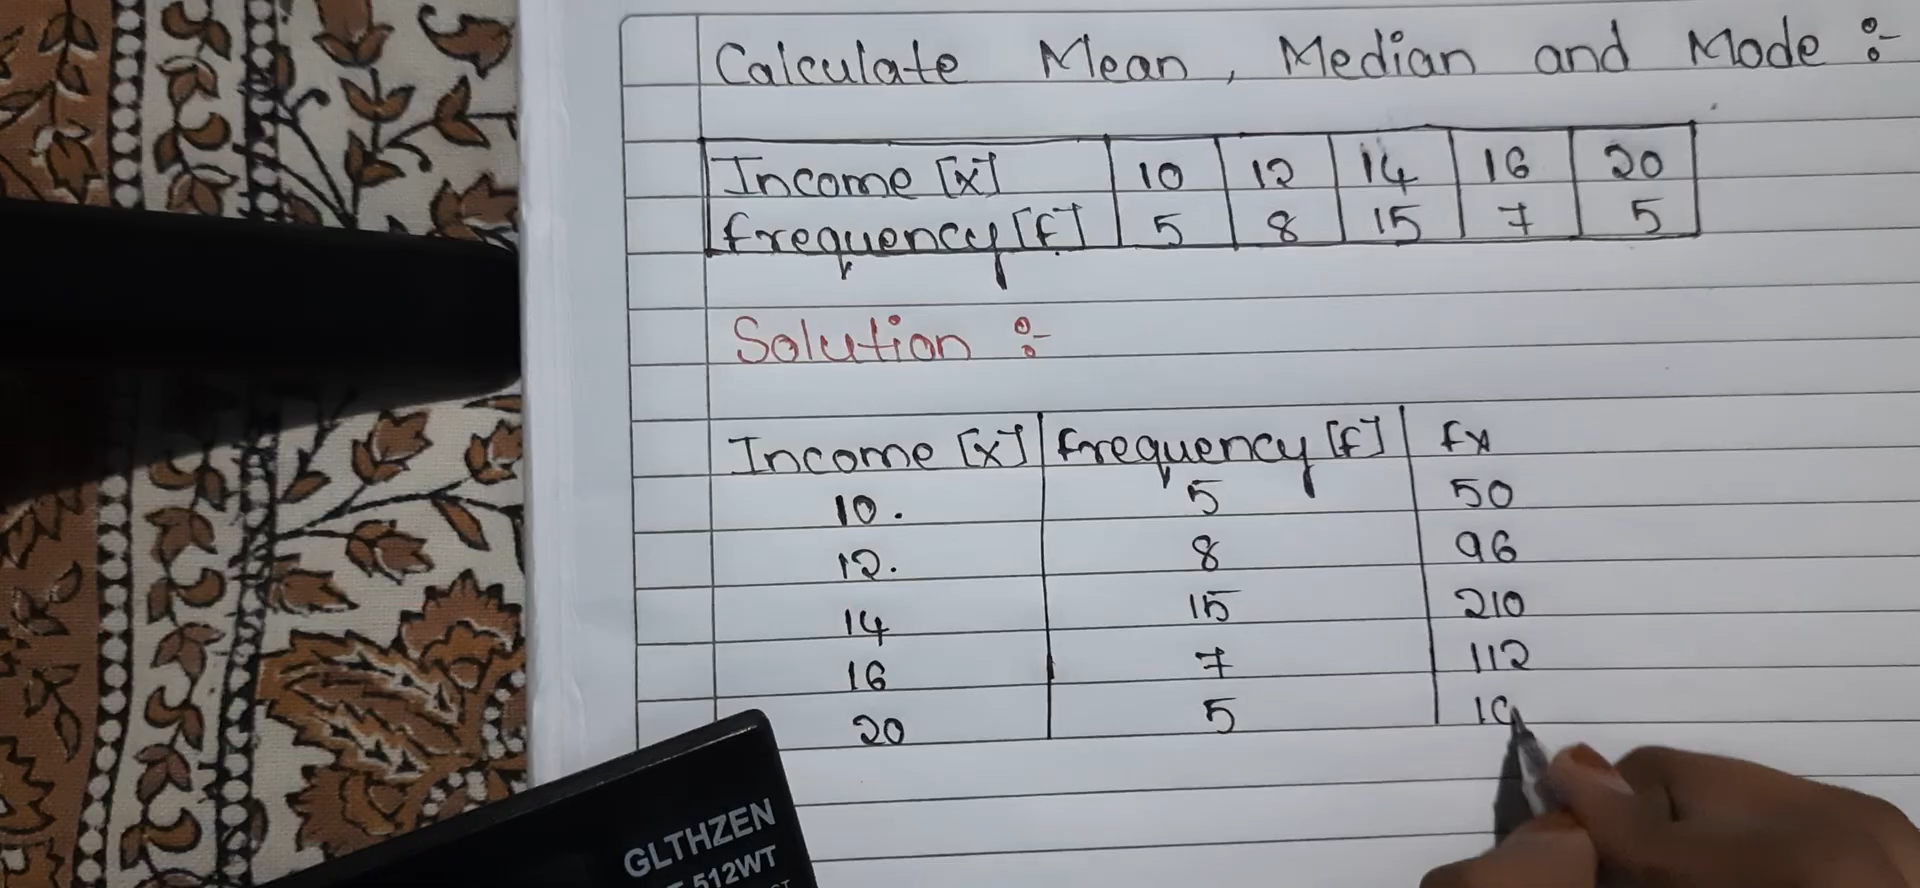 Calculate Mean, Median and Mode :-
Income [x] 10 12 14 16 20
frequency [f] 5 8 15 7 5
Solution :-
Income [x] frequency [f] fx
10. 5 50
12. 8 96
14 15 210
16 7 112
20 5 10
GLTHZEN
512WT